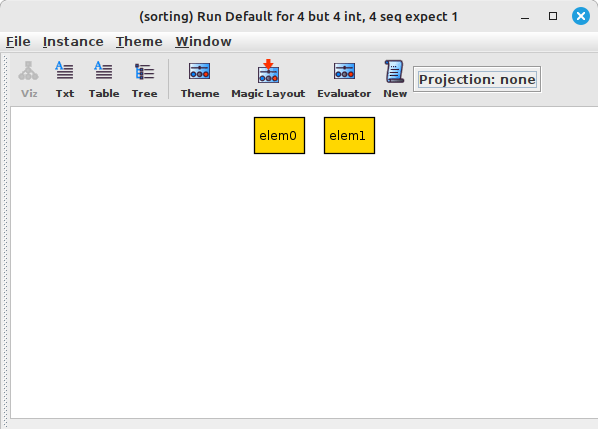 (sorting) Run Default for 4 but 4 int, 4 seq expect 1
File Instance Theme Window
Viz Txt Table Tree Theme Magic Layout Evaluator New Projection: none
elem0 elem1